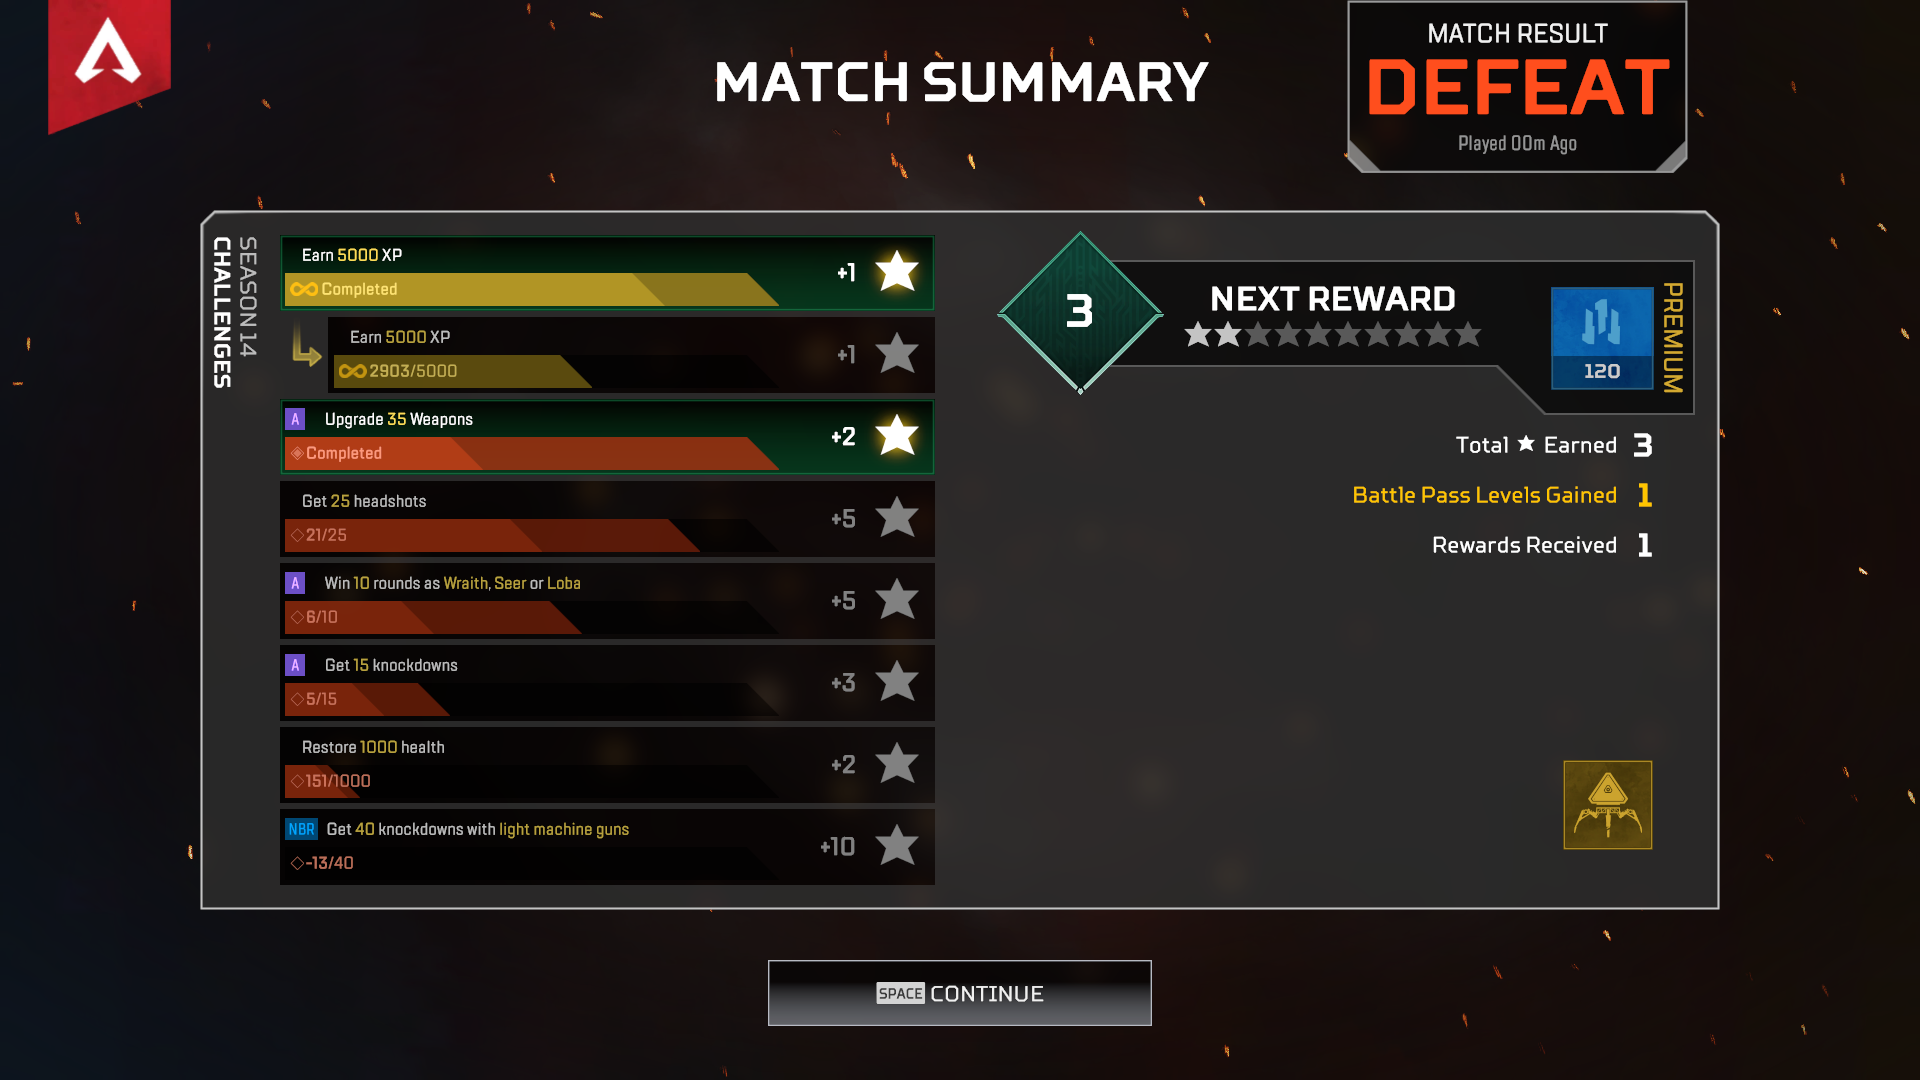 MATCH SUMMARY
MATCH RESULT
DEFEAT
Played 00m Ago
SEASON 14
CHALLENGES
Earn 5000 XP
Completed
+1
Earn 5000 XP
2903/5000
+1
A Upgrade 35 Weapons
Completed
+2
Get 25 headshots
21/25
+5
A Win 10 rounds as Wraith, Seer or Loba
6/10
+5
A Get 15 knockdowns
5/15
+3
Restore 1000 health
151/1000
+2
NBR Get 40 knockdowns with light machine guns
-13/40
+10
3
NEXT REWARD
120
PREMIUM
Total ★ Earned 3
Battle Pass Levels Gained 1
Rewards Received 1
SPACE CONTINUE